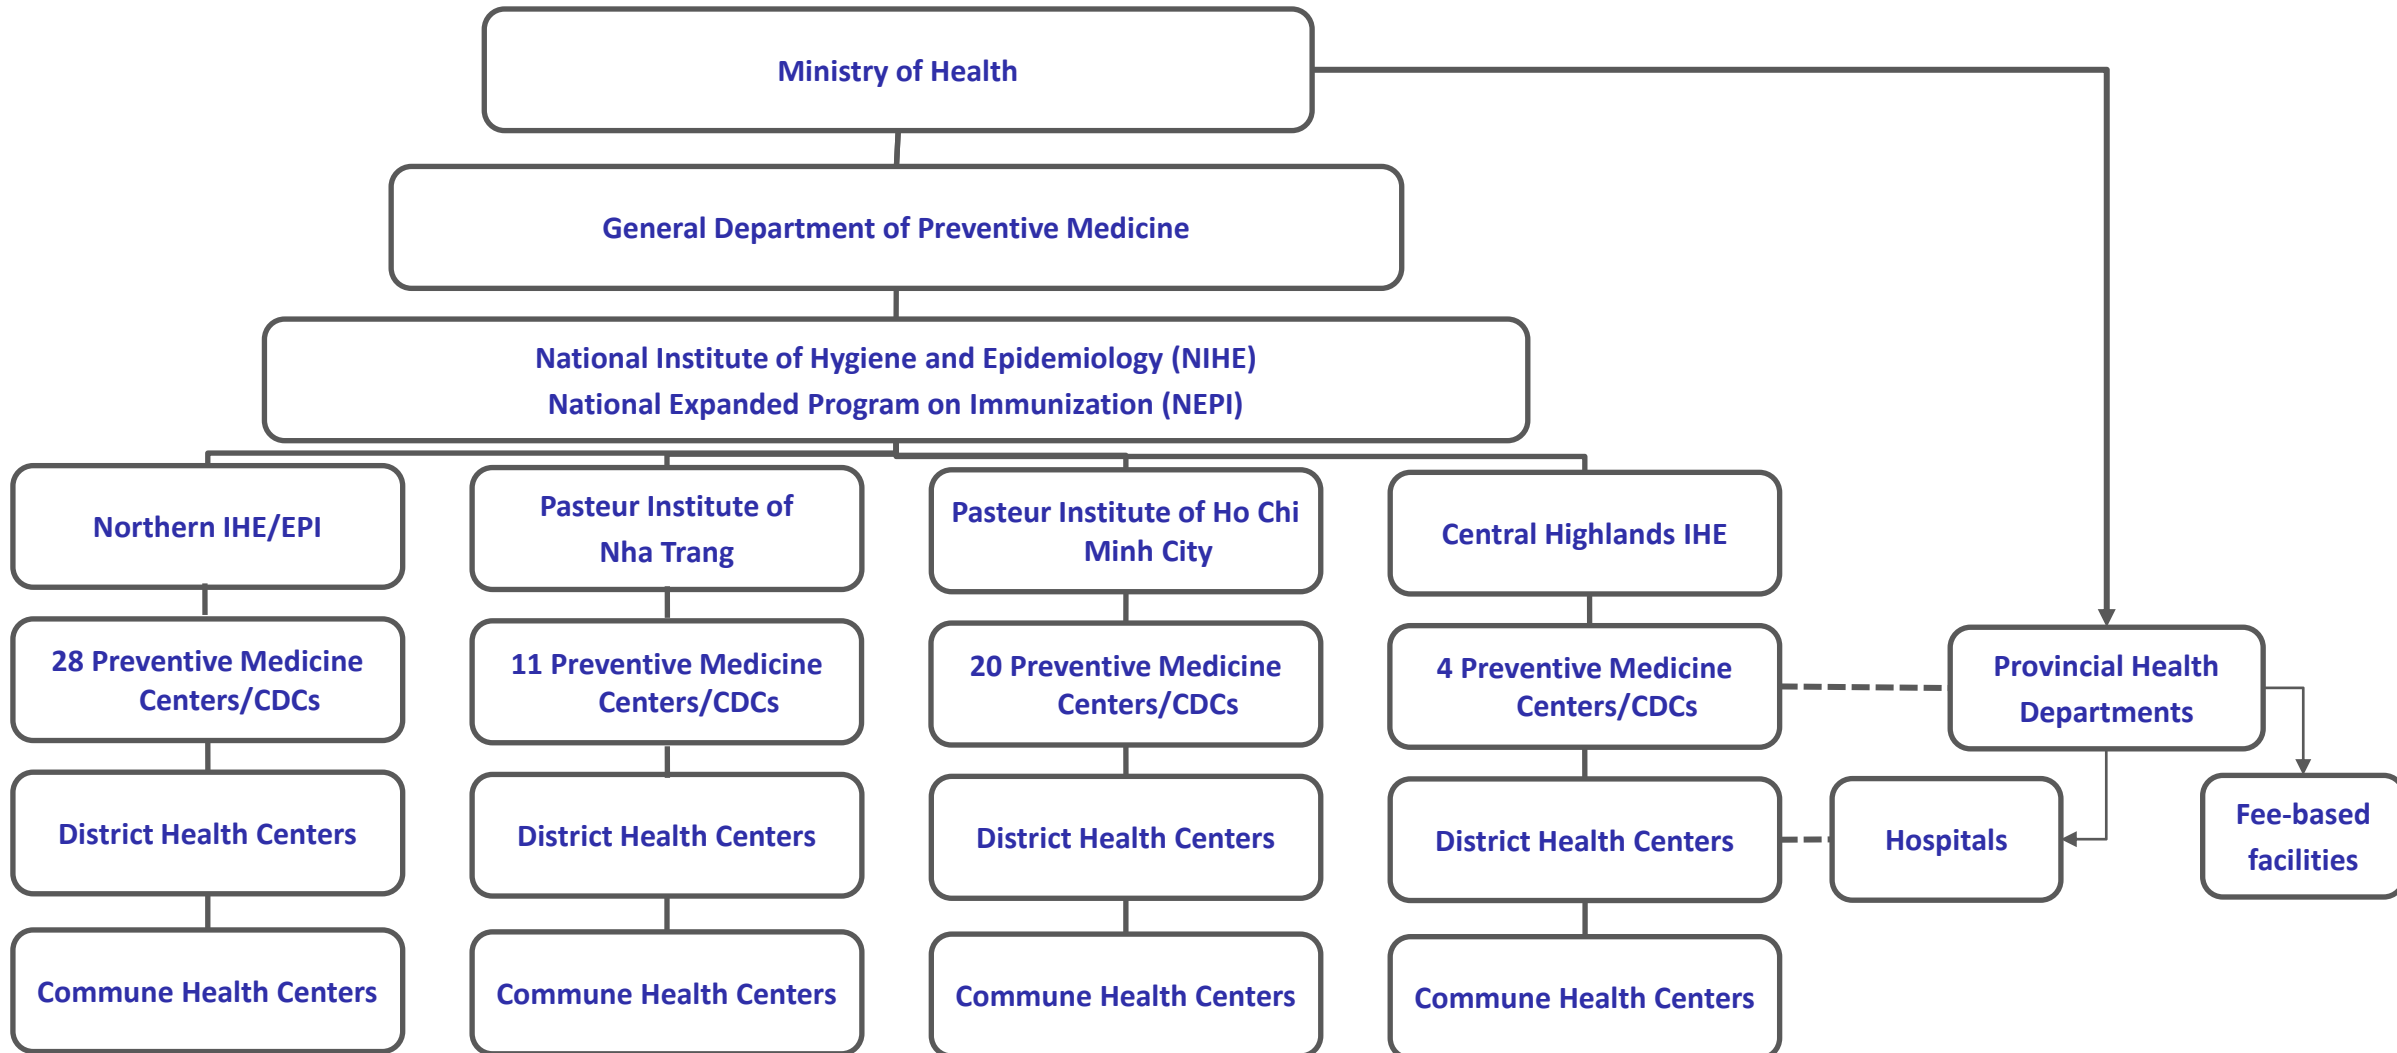 Ministry of Health
General Department of Preventive Medicine
National Institute of Hygiene and Epidemiology (NIHE)
National Expanded Program on Immunization (NEPI)
Northern IHE/EPI
Pasteur Institute of
Nha Trang
Pasteur Institute of Ho Chi
Minh City
Central Highlands IHE
28 Preventive Medicine
Centers/CDCs
11 Preventive Medicine
Centers/CDCs
20 Preventive Medicine
Centers/CDCs
4 Preventive Medicine
Centers/CDCs
Provincial Health
Departments
District Health Centers
District Health Centers
District Health Centers
District Health Centers
Hospitals
Fee-based
facilities
Commune Health Centers
Commune Health Centers
Commune Health Centers
Commune Health Centers